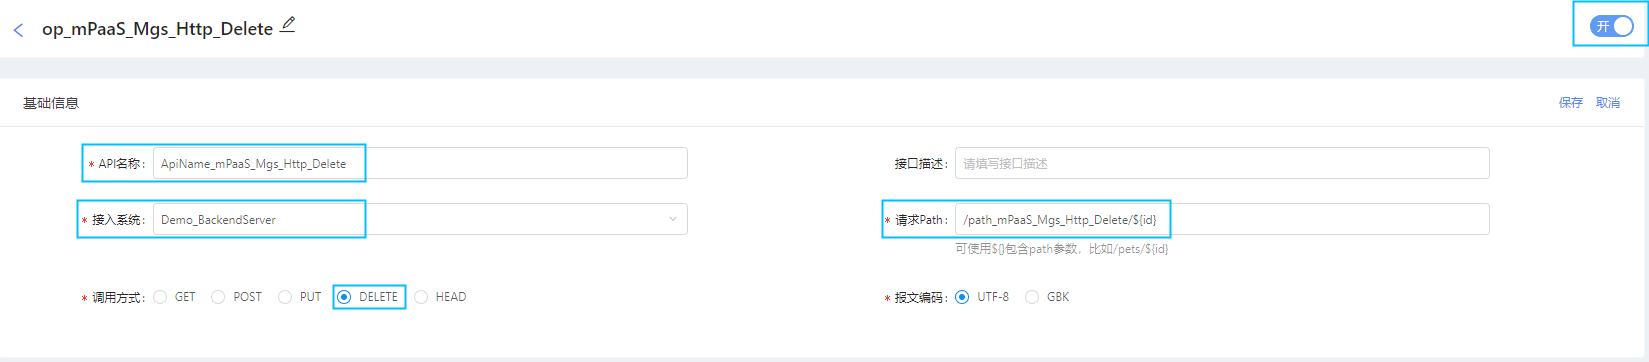 op_mPaaS_Mgs_Http_Delete 开
基础信息 保存 取消
* API名称: ApiName_mPaaS_Mgs_Http_Delete 接口描述: 请填写接口描述
* 接入系统: Demo_BackendServer * 请求Path: /path_mPaaS_Mgs_Http_Delete/${id}
可使用${}包含path参数，比如/pets/${id}
* 调用方式: GET POST PUT DELETE HEAD * 报文编码: UTF-8 GBK